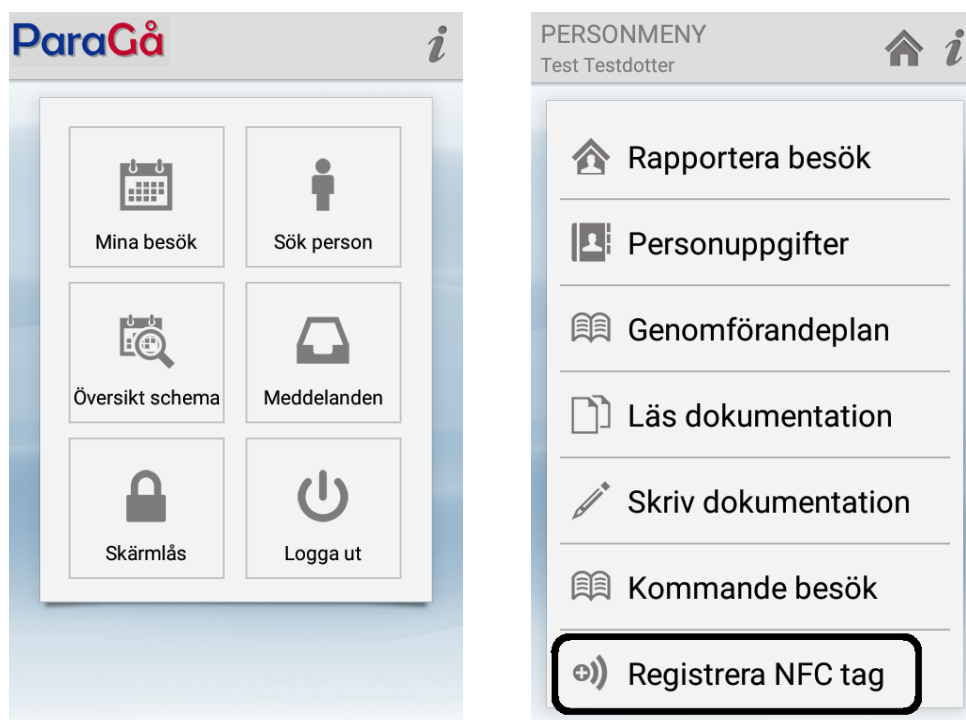 ParaGå
i
Mina besök
Sök person
Översikt schema
Meddelanden
Skärmlås
Logga ut
PERSONMENY
Test Testdotter
i
Rapportera besök
Personuppgifter
Genomförandeplan
Läs dokumentation
Skriv dokumentation
Kommande besök
Registrera NFC tag